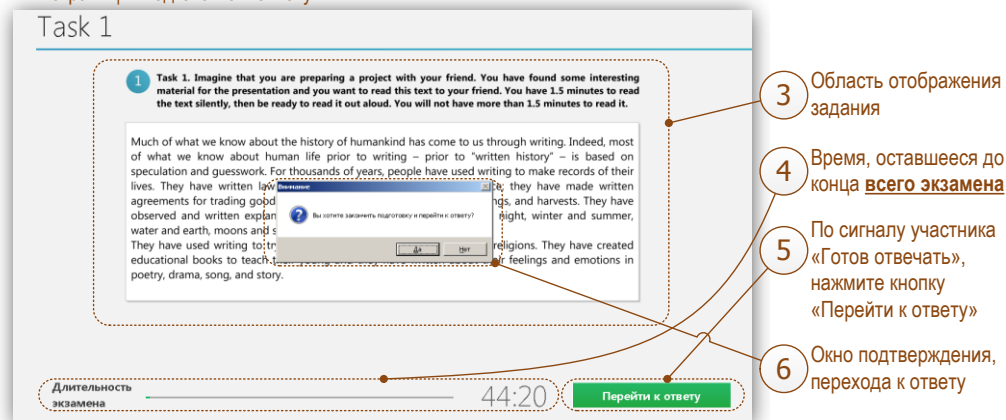 Task 1
1
Task 1. Imagine that you are preparing a project with your friend. You have found some interesting
material for the presentation and you want to read this text to your friend. You have 1.5 minutes to read
the text silently, then be ready to read it out aloud. You will not have more than 1.5 minutes to read it.
Much of what we know about the history of humankind has come to us through writing. Indeed, most
of what we know about human life prior to writing – prior to "written history" – is based on
speculation and guesswork. For thousands of years, people have used writing to make records of their
lives. They have written they have made written
agreements for trading and harvests. They have
observed and written night, winter and summer,
water and earth, moons and
They have used writing to religions. They have created
educational books to teach feelings and emotions in
poetry, drama, song, and story.
Внимание
Вы хотите закончить подготовку и перейти к ответу?
Да
Нет
Длительность
экзамена
44:20
Перейти к ответу
3
Область отображения
задания
4
Время, оставшееся до
конца всего экзамена
5
По сигналу участника
«Готов отвечать»,
нажмите кнопку
«Перейти к ответу»
6
Окно подтверждения,
перехода к ответу